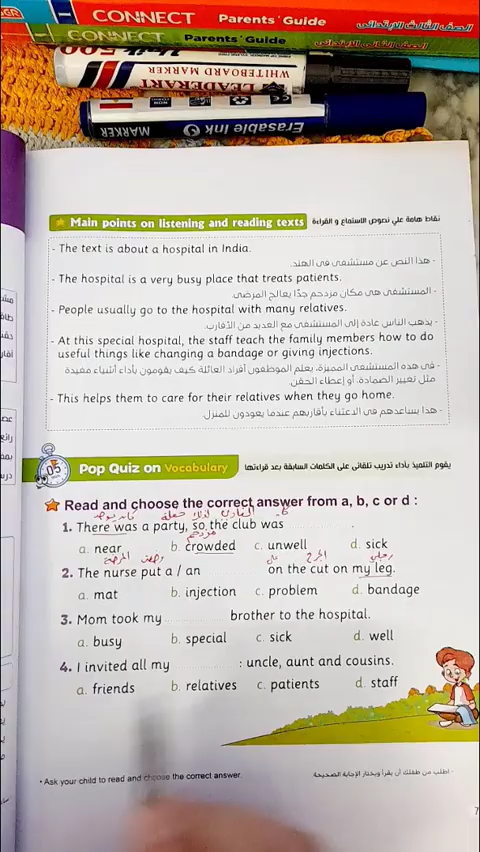 CONNECT Parents' Guide الصف الثالث الابتدائي
CONNECT Parents' Guide الصف الثاني الابتدائي
500 LEADERART
WHITEBOARD MARKER
MARKER Erasable Ink
Main points on listening and reading texts نقاط هامة علي نصوص الاستماع و القراءة
- The text is about a hospital in India.
- هذا النص عن مستشفى في الهند.
- The hospital is a very busy place that treats patients.
- المستشفى هي مكان مزدحم جدًا يعالج المرضى.
- People usually go to the hospital with many relatives.
- يذهب الناس عادة إلى المستشفى مع العديد من الأقارب.
- At this special hospital, the staff teach the family members how to do
useful things like changing a bandage or giving injections.
- في هذه المستشفى المميزة، يعلم الموظفون أفراد العائلة كيف يقومون بأداء أشياء مفيدة
مثل تغيير الضمادة، أو إعطاء الحقن.
- This helps them to care for their relatives when they go home.
- هذا يساعدهم في الاعتناء بأقاربهم عندما يعودون للمنزل.
05
Pop Quiz on Vocabulary يقوم التلميذ بأداء تدريب تلقائى على الكلمات السابقة بعد قراءتها
Read and choose the correct answer from a, b, c or d :
1. There was a party, so the club was .
مزدحم
a. near b. crowded c. unwell d. sick
2. The nurse put a / an on the cut on my leg.
a. mat b. injection c. problem d. bandage
3. Mom took my brother to the hospital.
a. busy b. special c. sick d. well
4. I invited all my : uncle, aunt and cousins.
a. friends b. relatives c. patients d. staff
• Ask your child to read and choose the correct answer. - اطلب من طفلك أن يقرأ ويختار الإجابة الصحيحة.
7